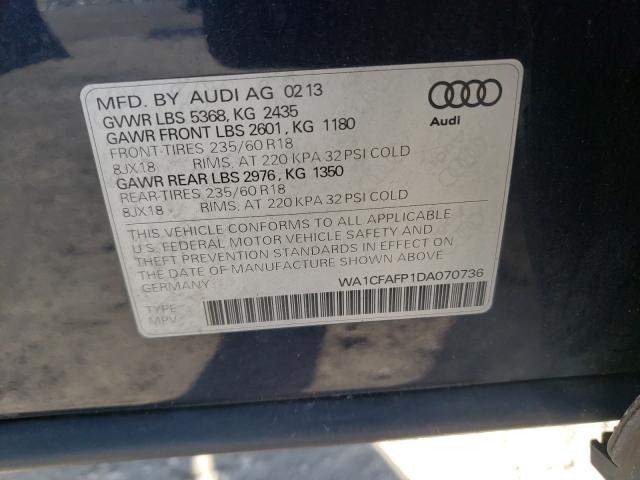 MFD. BY AUDI AG 02 13
GVWR LBS 5368, KG 2435
GAWR FRONT LBS 2601, KG 1180
FRONT-TIRES 235/60 R18
8JX18 RIMS, AT 220 KPA 32 PSI COLD
GAWR REAR LBS 2976, KG 1350
REAR-TIRES 235/60 R18
8JX18 RIMS, AT 220 KPA 32 PSI COLD
Audi
THIS VEHICLE CONFORMS TO ALL APPLICABLE
U.S. FEDERAL MOTOR VEHICLE SAFETY AND
THEFT PREVENTION STANDARDS IN EFFECT ON
THE DATE OF MANUFACTURE SHOWN ABOVE
GERMANY WA1CFAFP1DA070736
TYPE:
MPV